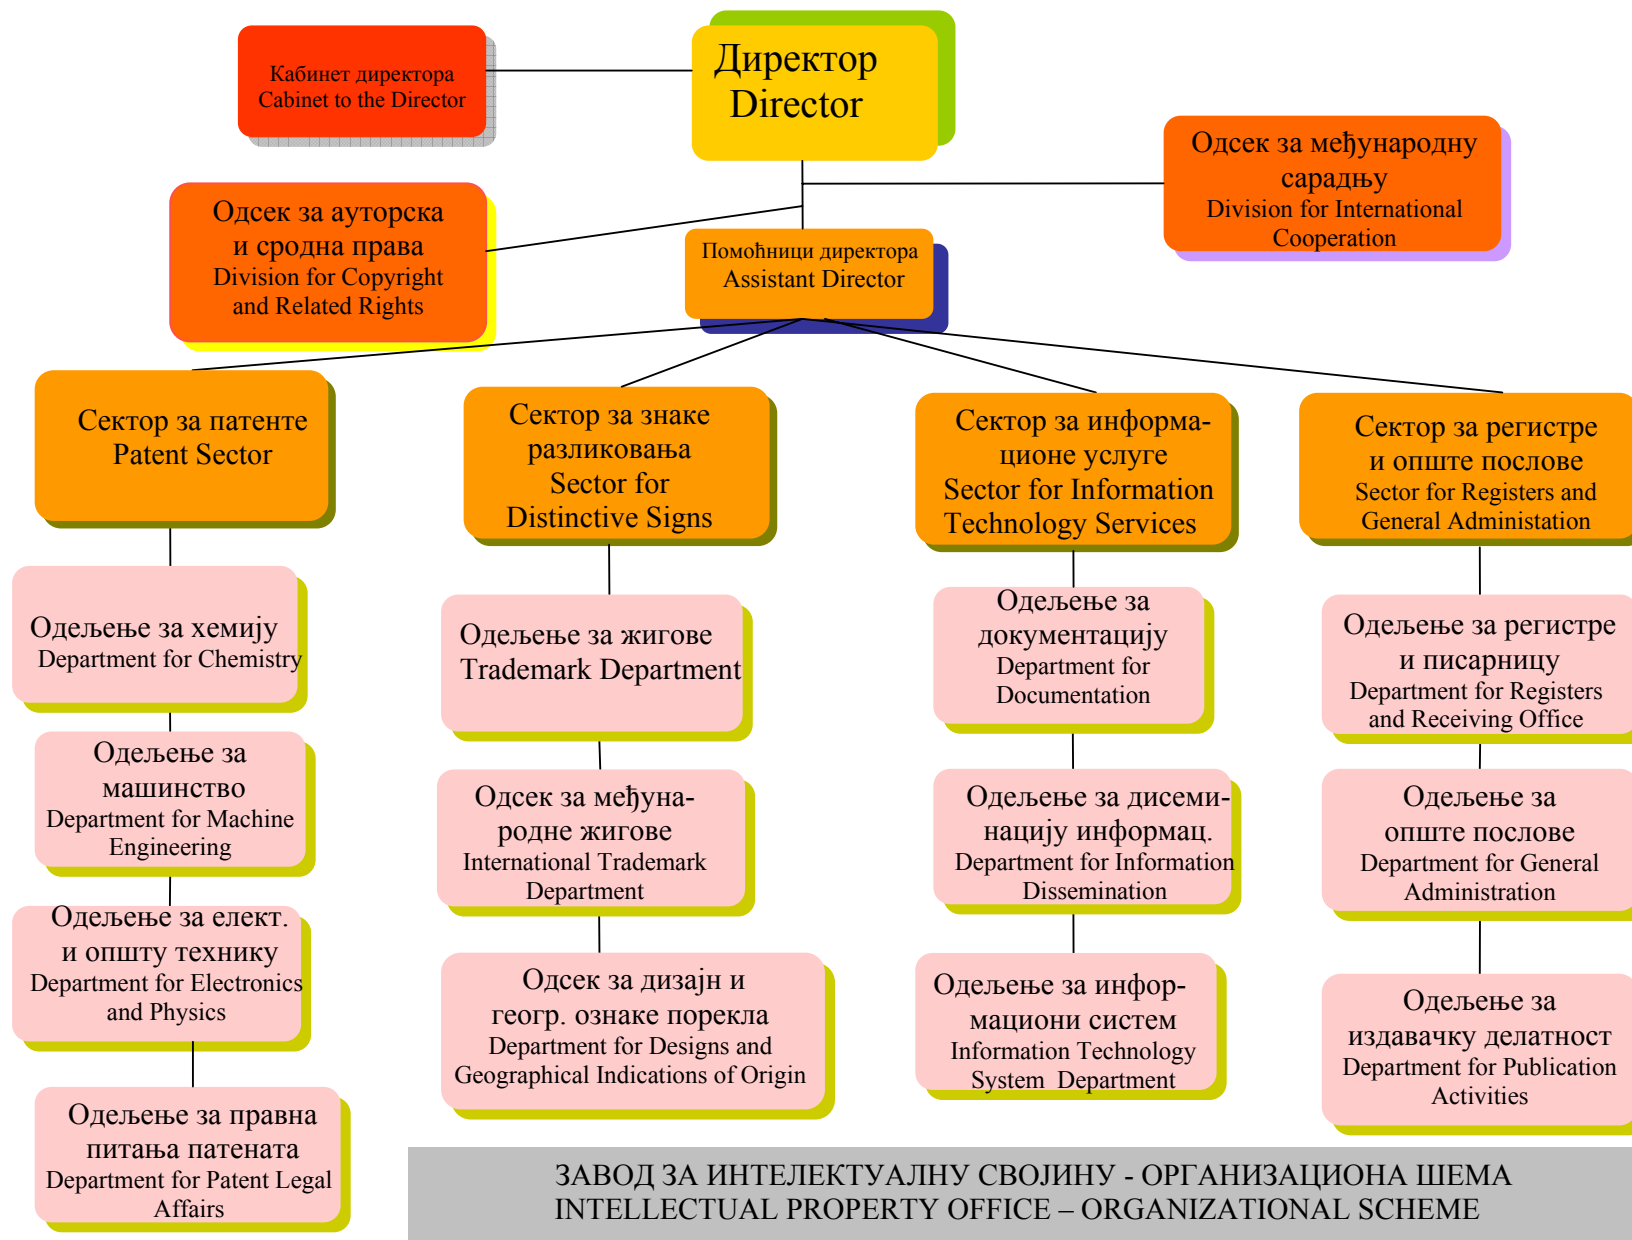 Кабинет директора
Cabinet to the Director
Директор
Director
Одсек за међународну
сарадњу
Division for International
Cooperation
Одсек за ауторска
и сродна права
Division for Copyright
and Related Rights
Помоћници директора
Assistant Director
Сектор за патенте
Patent Sector
Сектор за знаке
разликовања
Sector for
Distinctive Signs
Сектор за информа-
ционе услуге
Sector for Information
Technology Services
Сектор за регистре
и опште послове
Sector for Registers and
General Administation
Одељење за хемију
Department for Chemistry
Одељење за
машинство
Department for Machine
Engineering
Одељење за елект.
и општу технику
Department for Electronics
and Physics
Одељење за правна
питања патената
Department for Patent Legal
Affairs
Одељење за жигове
Trademark Department
Одсек за међуна-
родне жигове
International Trademark
Department
Одсек за дизајн и
геогр. ознаке порекла
Department for Designs and
Geographical Indications of Origin
Одељење за
документацију
Department for
Documentation
Одељење за дисеми-
нацију информац.
Department for Information
Dissemination
Одељење за инфор-
мациони систем
Information Technology
System Department
Одељење за регистре
и писарницу
Department for Registers
and Receiving Office
Одељење за
опште послове
Department for General
Administration
Одељење за
издавачку делатност
Department for Publication
Activities
ЗАВОД ЗА ИНТЕЛЕКТУАЛНУ СВОЈИНУ - ОРГАНИЗАЦИОНА ШЕМА
INTELLECTUAL PROPERTY OFFICE – ORGANIZATIONAL SCHEME